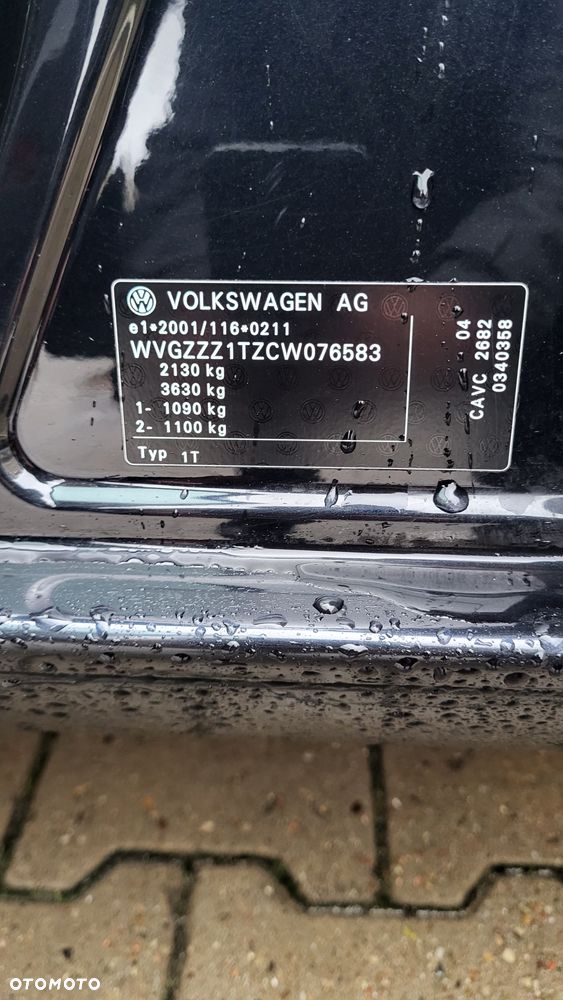 VOLKSWAGEN AG
e1*2001/116*0211
WVGZZZ1TZCW076583
2130 kg
3630 kg
1- 1090 kg
2- 1100 kg
Typ 1T
04
CAVC 2682
0340358
OTOMOTO